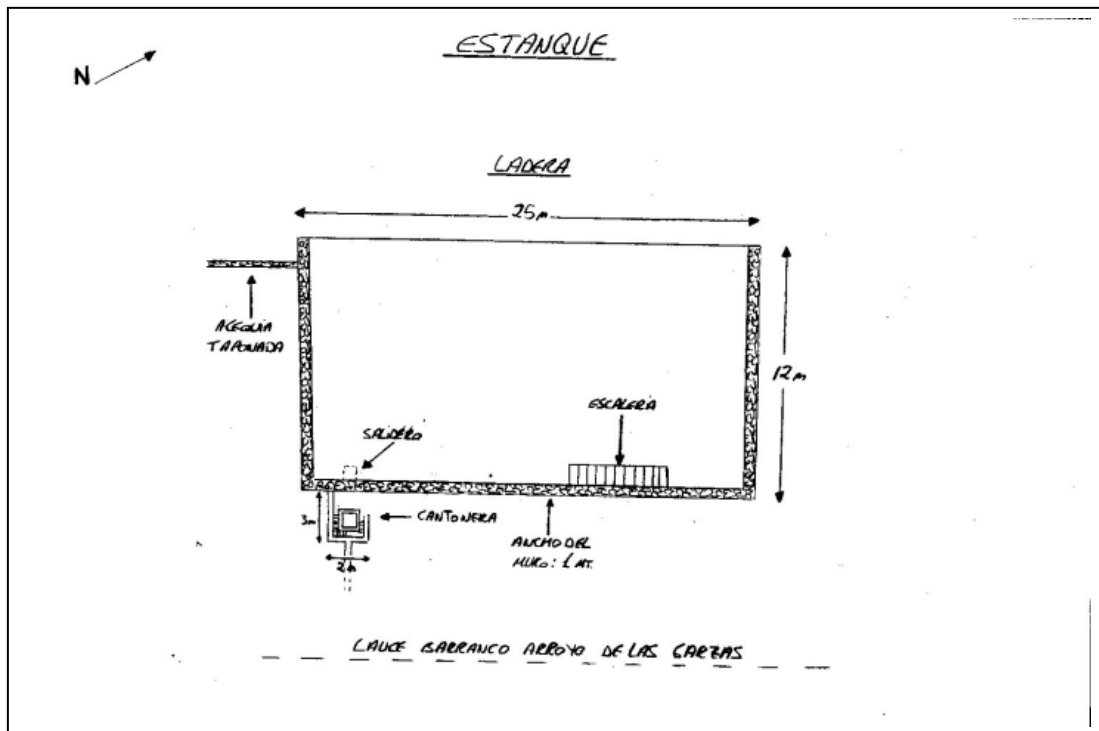 ESTANQUE
N
LADERA
25m
ACEQUIA
TAPONADA
12m
ESCALERIA
SALIDERO
3m
CANTONERA
2m
ANCHO DEL
MURO: 1 MT.
CAUCE BARRANCO ARROYO DE LAS GARZAS